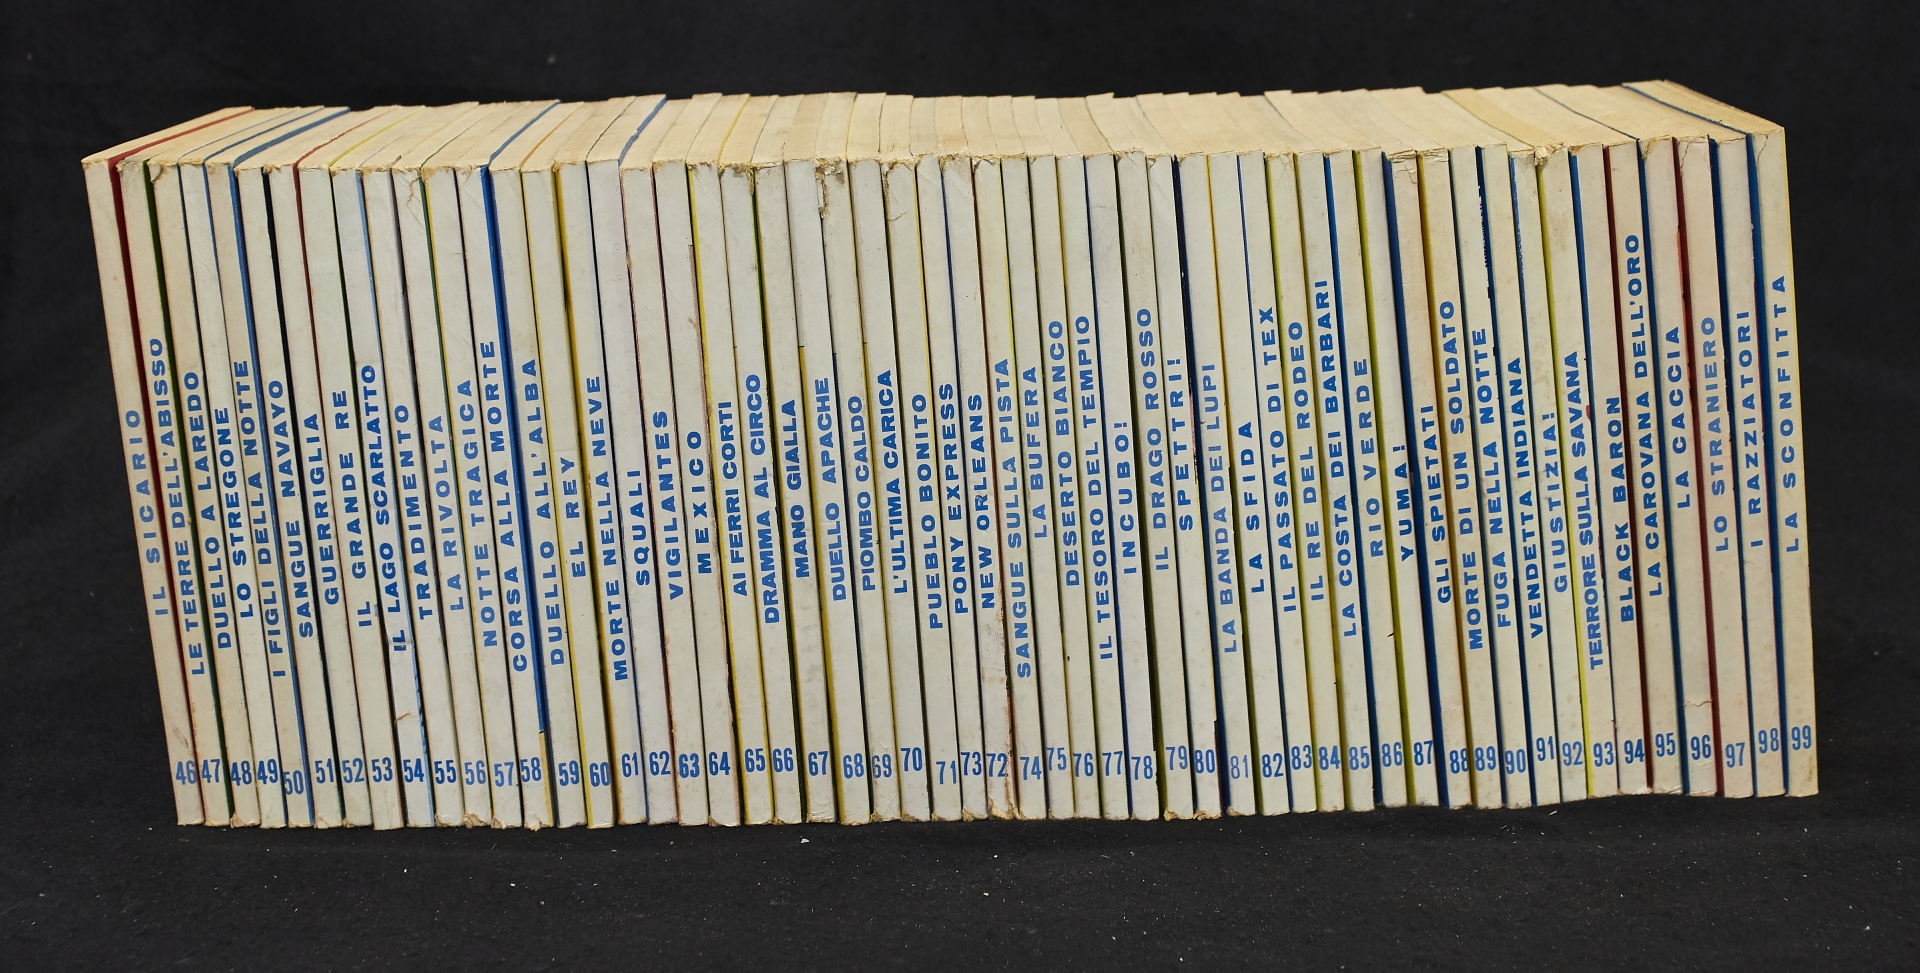 IL SICARIO
46
LE TERRE DELL'ABISSO
47
DUELLO A LAREDO
48
LO STREGONE
49
I FIGLI DELLA NOTTE
50
SANGUE NAVAYO
51
GUERRIGLIA
52
IL GRANDE RE
53
IL LAGO SCARLATTO
54
TRADIMENTO
55
LA RIVOLTA
56
NOTTE TRAGICA
57
CORSA ALLA MORTE
58
DUELLO ALL'ALBA
59
EL REY
60
MORTE NELLA NEVE
61
SQUALI
62
VIGILANTES
63
MEXICO
64
AI FERRI CORTI
65
DRAMMA AL CIRCO
66
MANO GIALLA
67
DUELLO APACHE
68
PIOMBO CALDO
69
L'ULTIMA CARICA
70
PUEBLO BONITO
71
PONY EXPRESS
73
NEW ORLEANS
72
SANGUE SULLA PISTA
74
LA BUFERA
75
DESERTO BIANCO
76
IL TESORO DEL TEMPIO
77
INCUBO!
78
IL DRAGO ROSSO
79
SPETTRI!
80
LA BANDA DEI LUPI
81
LA SFIDA
82
IL PASSATO DI TEX
83
IL RE DEL RODEO
84
LA COSTA DEI BARBARI
85
RIO VERDE
86
YUMA!
87
GLI SPIETATI
88
MORTE DI UN SOLDATO
89
FUGA NELLA NOTTE
90
VENDETTA INDIANA
91
GIUSTIZIA!
92
TERRORE SULLA SAVANA
93
BLACK BARON
94
LA CAROVANA DELL'ORO
95
LA CACCIA
96
LO STRANIERO
97
I RAZZIATORI
98
LA SCONFITTA
99